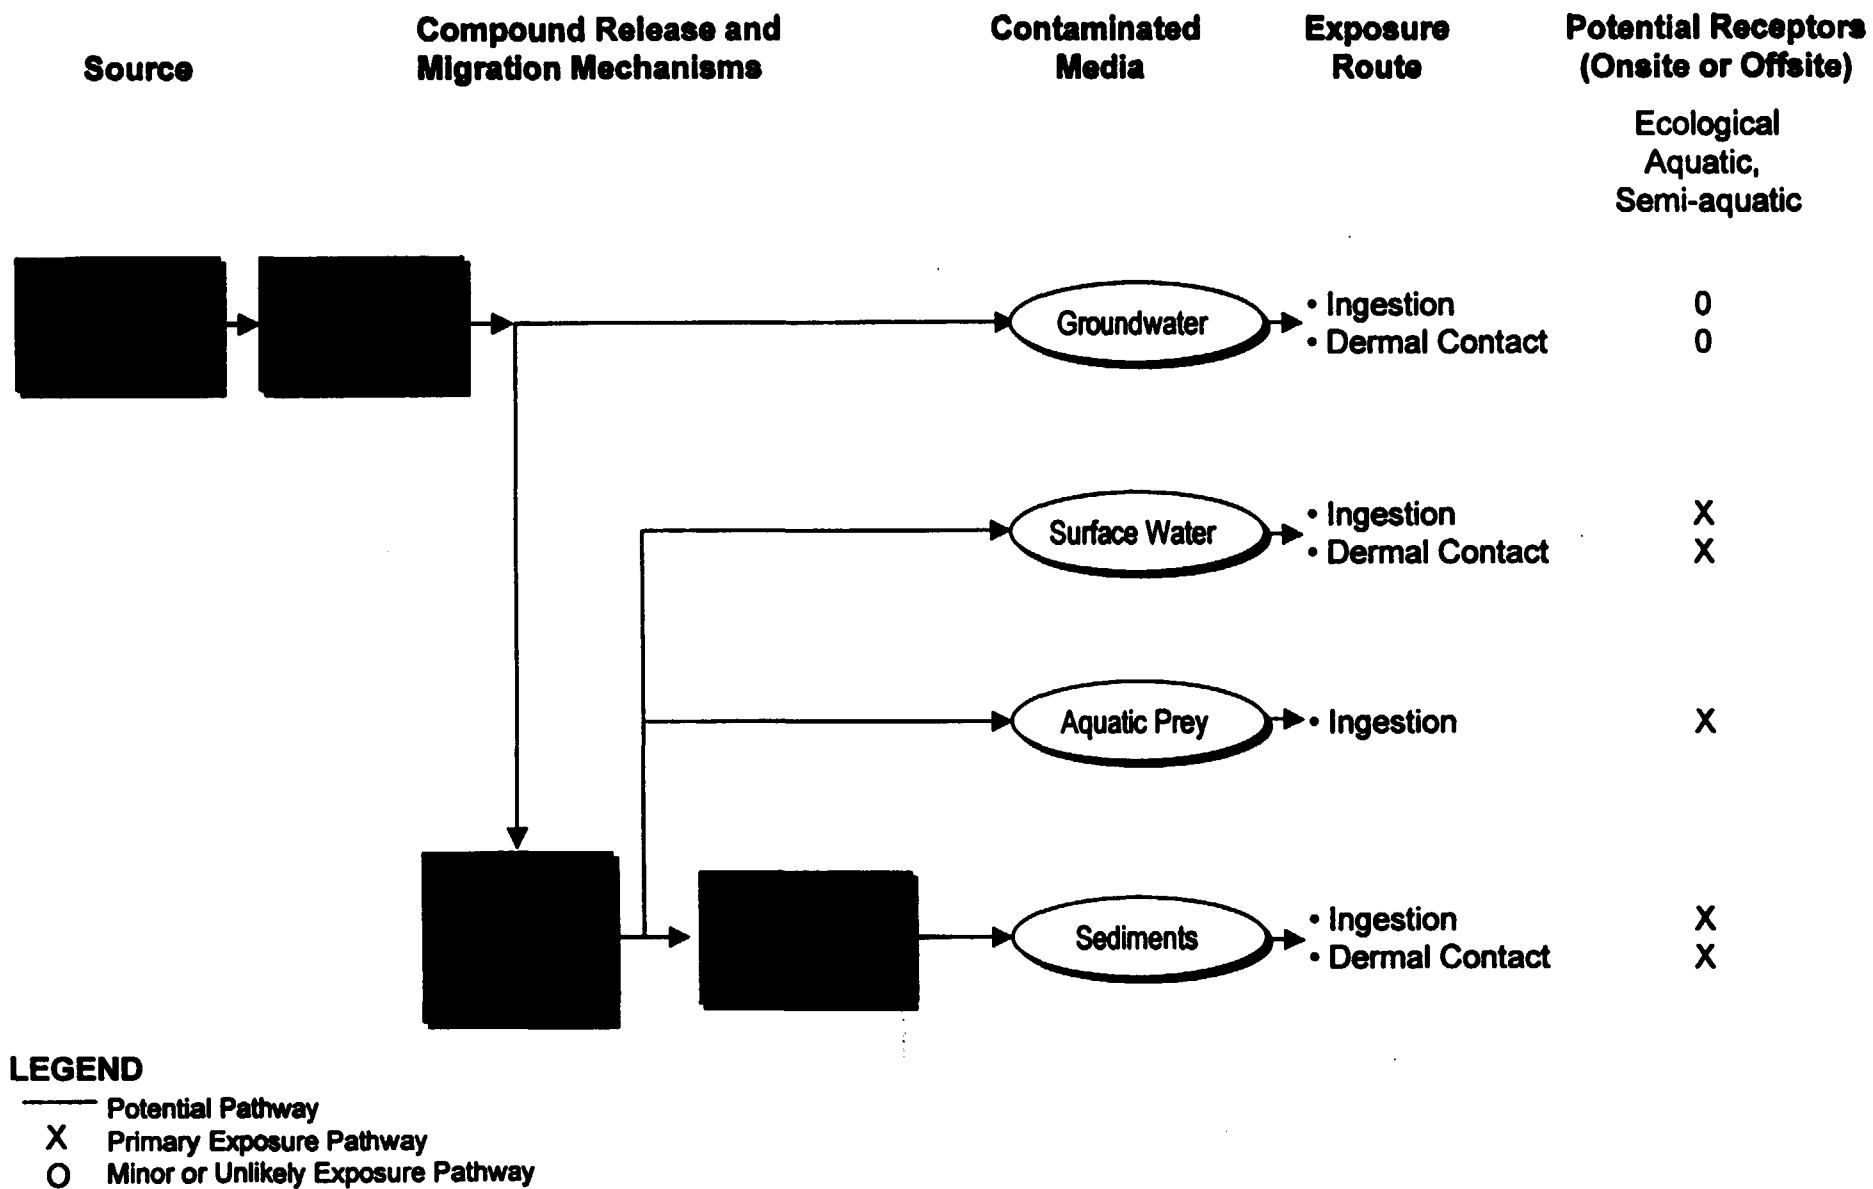 Source
Compound Release and
Migration Mechanisms
Contaminated
Media
Exposure
Route
Potential Receptors
(Onsite or Offsite)
Ecological
Aquatic,
Semi-aquatic
Groundwater
• Ingestion
0
• Dermal Contact
0
Surface Water
• Ingestion
X
• Dermal Contact
X
Aquatic Prey
• Ingestion
X
Sediments
• Ingestion
X
• Dermal Contact
X
LEGEND
Potential Pathway
X Primary Exposure Pathway
O Minor or Unlikely Exposure Pathway